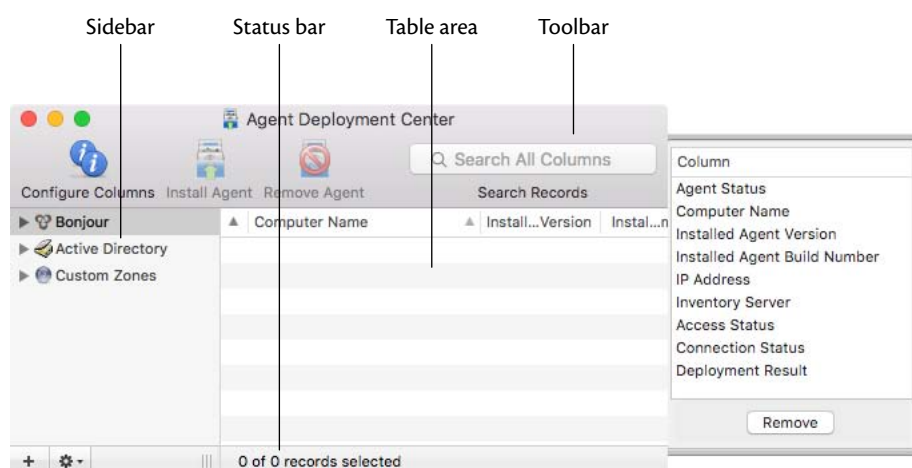 Sidebar Status bar Table area Toolbar
Agent Deployment Center
Search All Columns
Configure Columns Install Agent Remove Agent Search Records
Bonjour
Active Directory
Custom Zones
Computer Name Install...Version Instal...n
0 of 0 records selected
Column
Agent Status
Computer Name
Installed Agent Version
Installed Agent Build Number
IP Address
Inventory Server
Access Status
Connection Status
Deployment Result
Remove